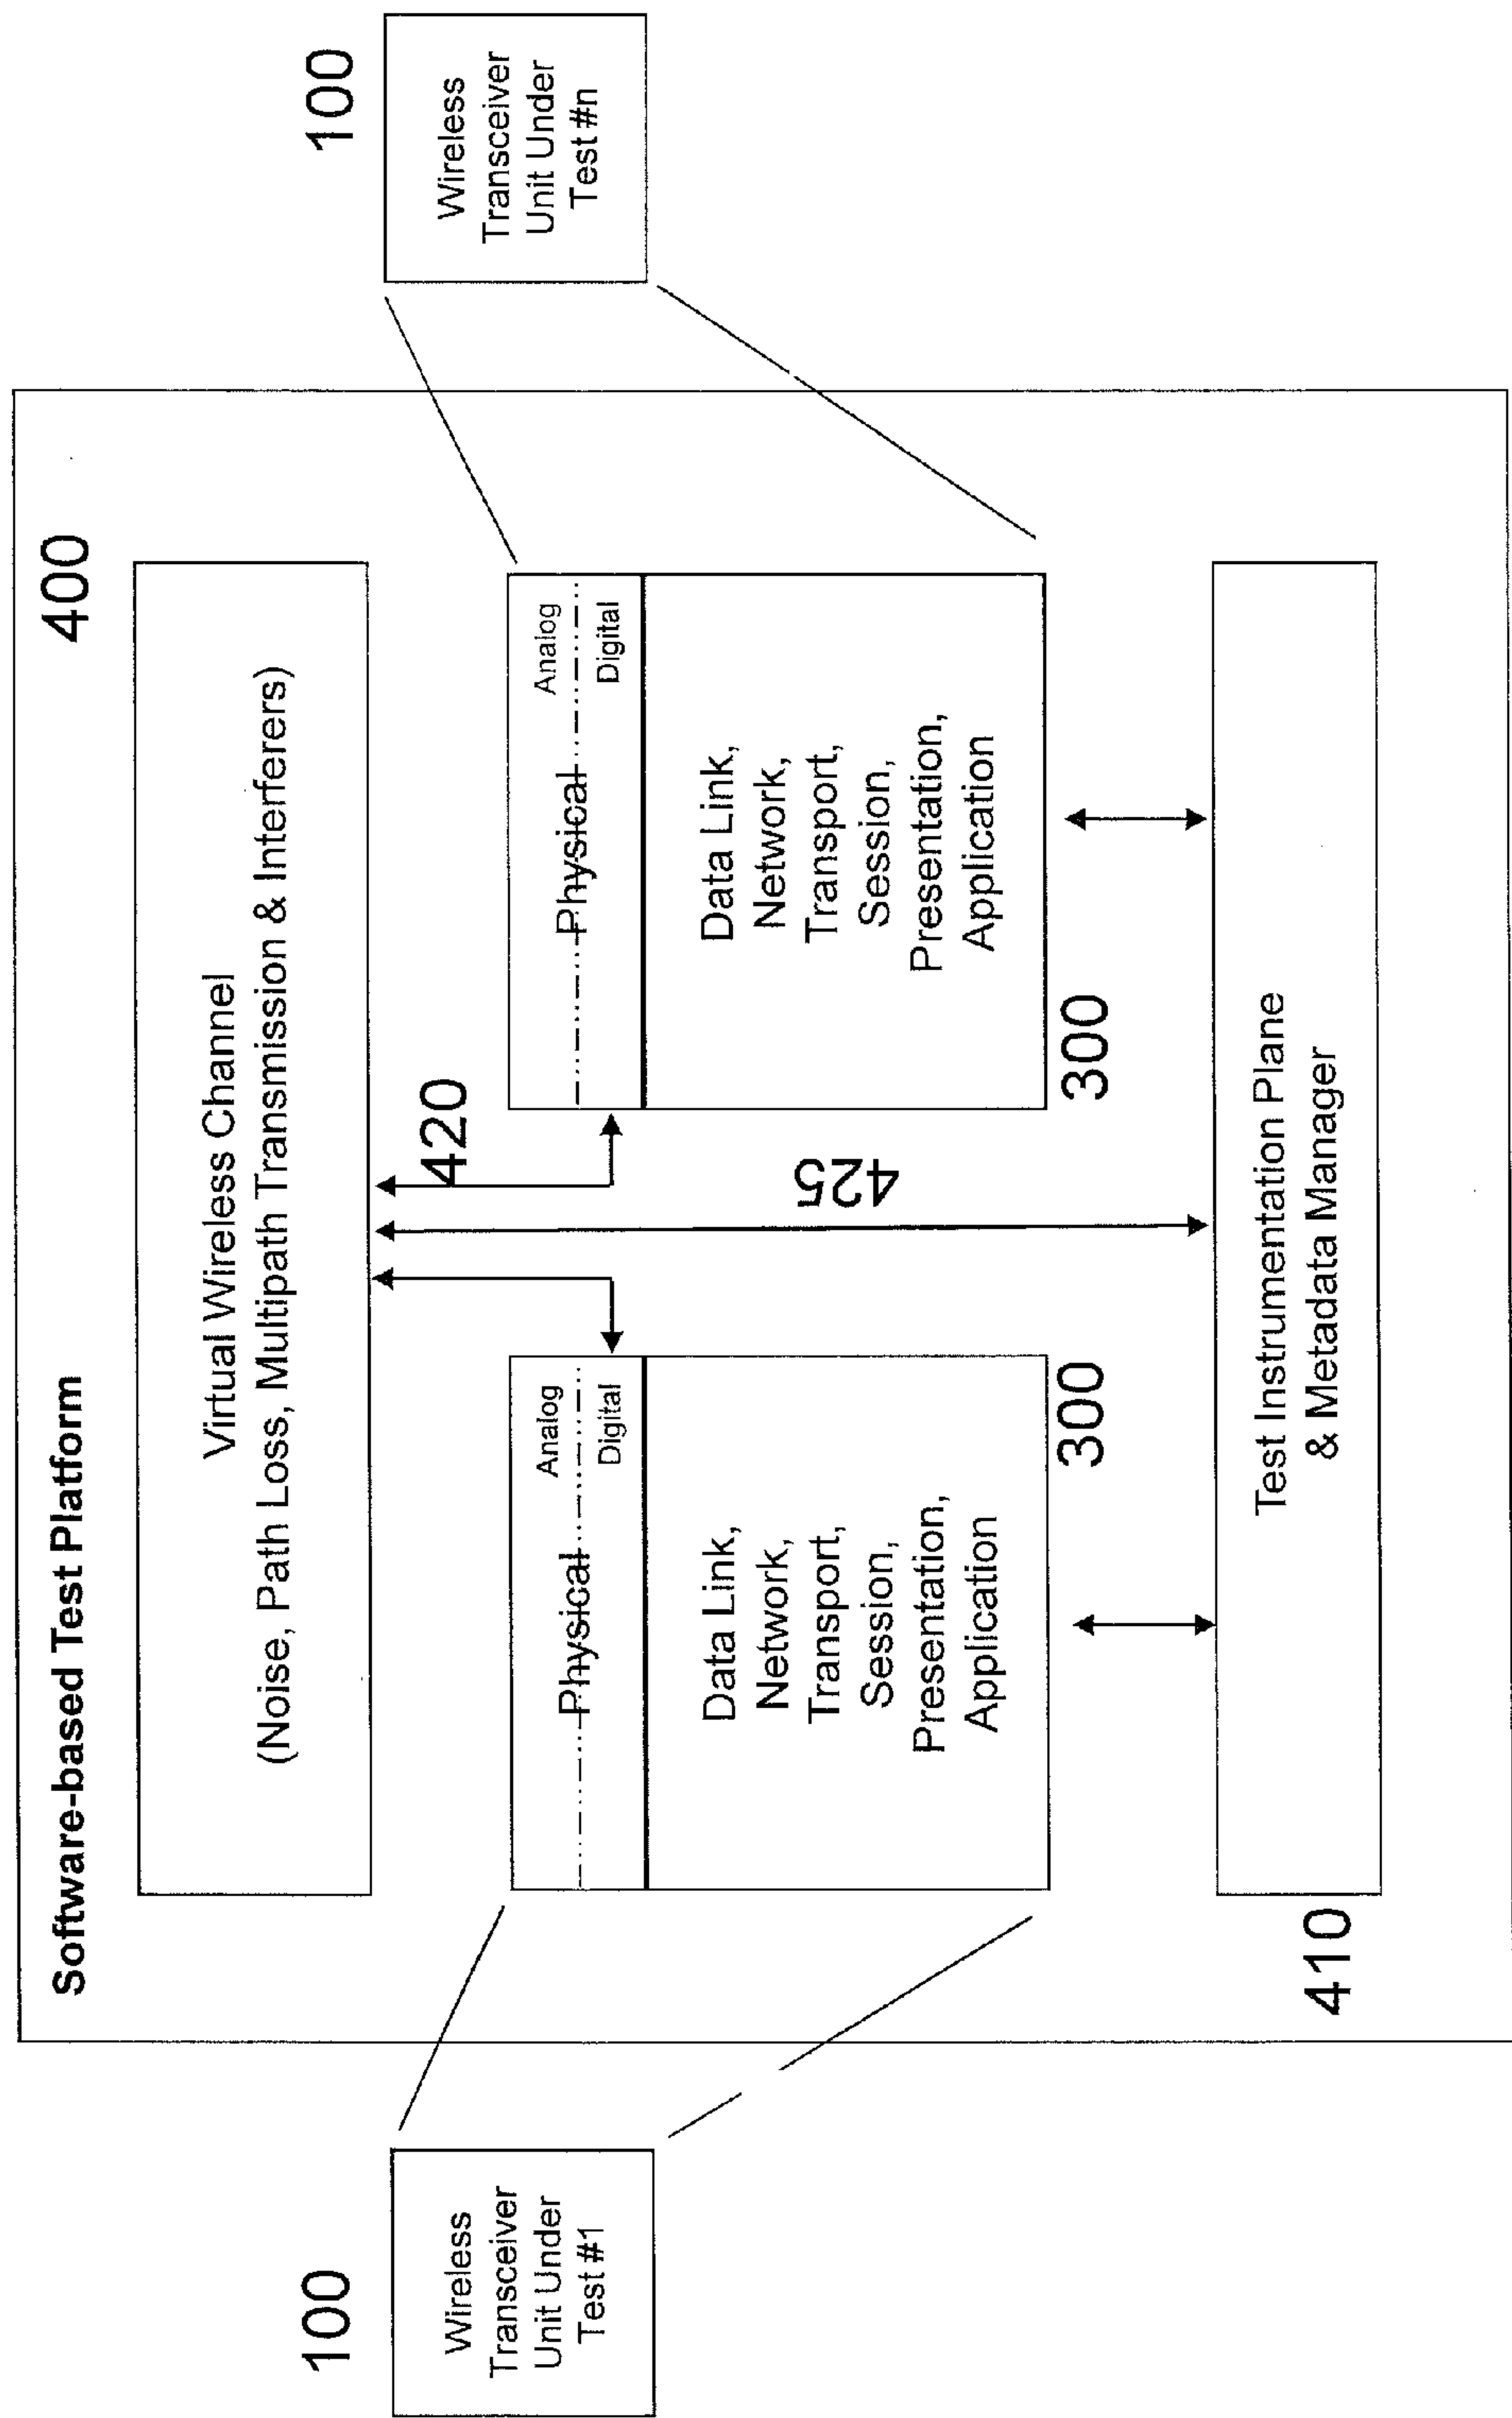 Software-based Test Platform
400
Virtual Wireless Channel
(Noise, Path Loss, Multipath Transmission & Interferers)
100
Wireless
Transceiver
Unit Under
Test #1
Physical
Analog
Digital
Data Link,
Network,
Transport,
Session,
Presentation,
Application
300
420
425
Physical
Analog
Digital
Data Link,
Network,
Transport,
Session,
Presentation,
Application
300
100
Wireless
Transceiver
Unit Under
Test #n
410
Test Instrumentation Plane
& Metadata Manager